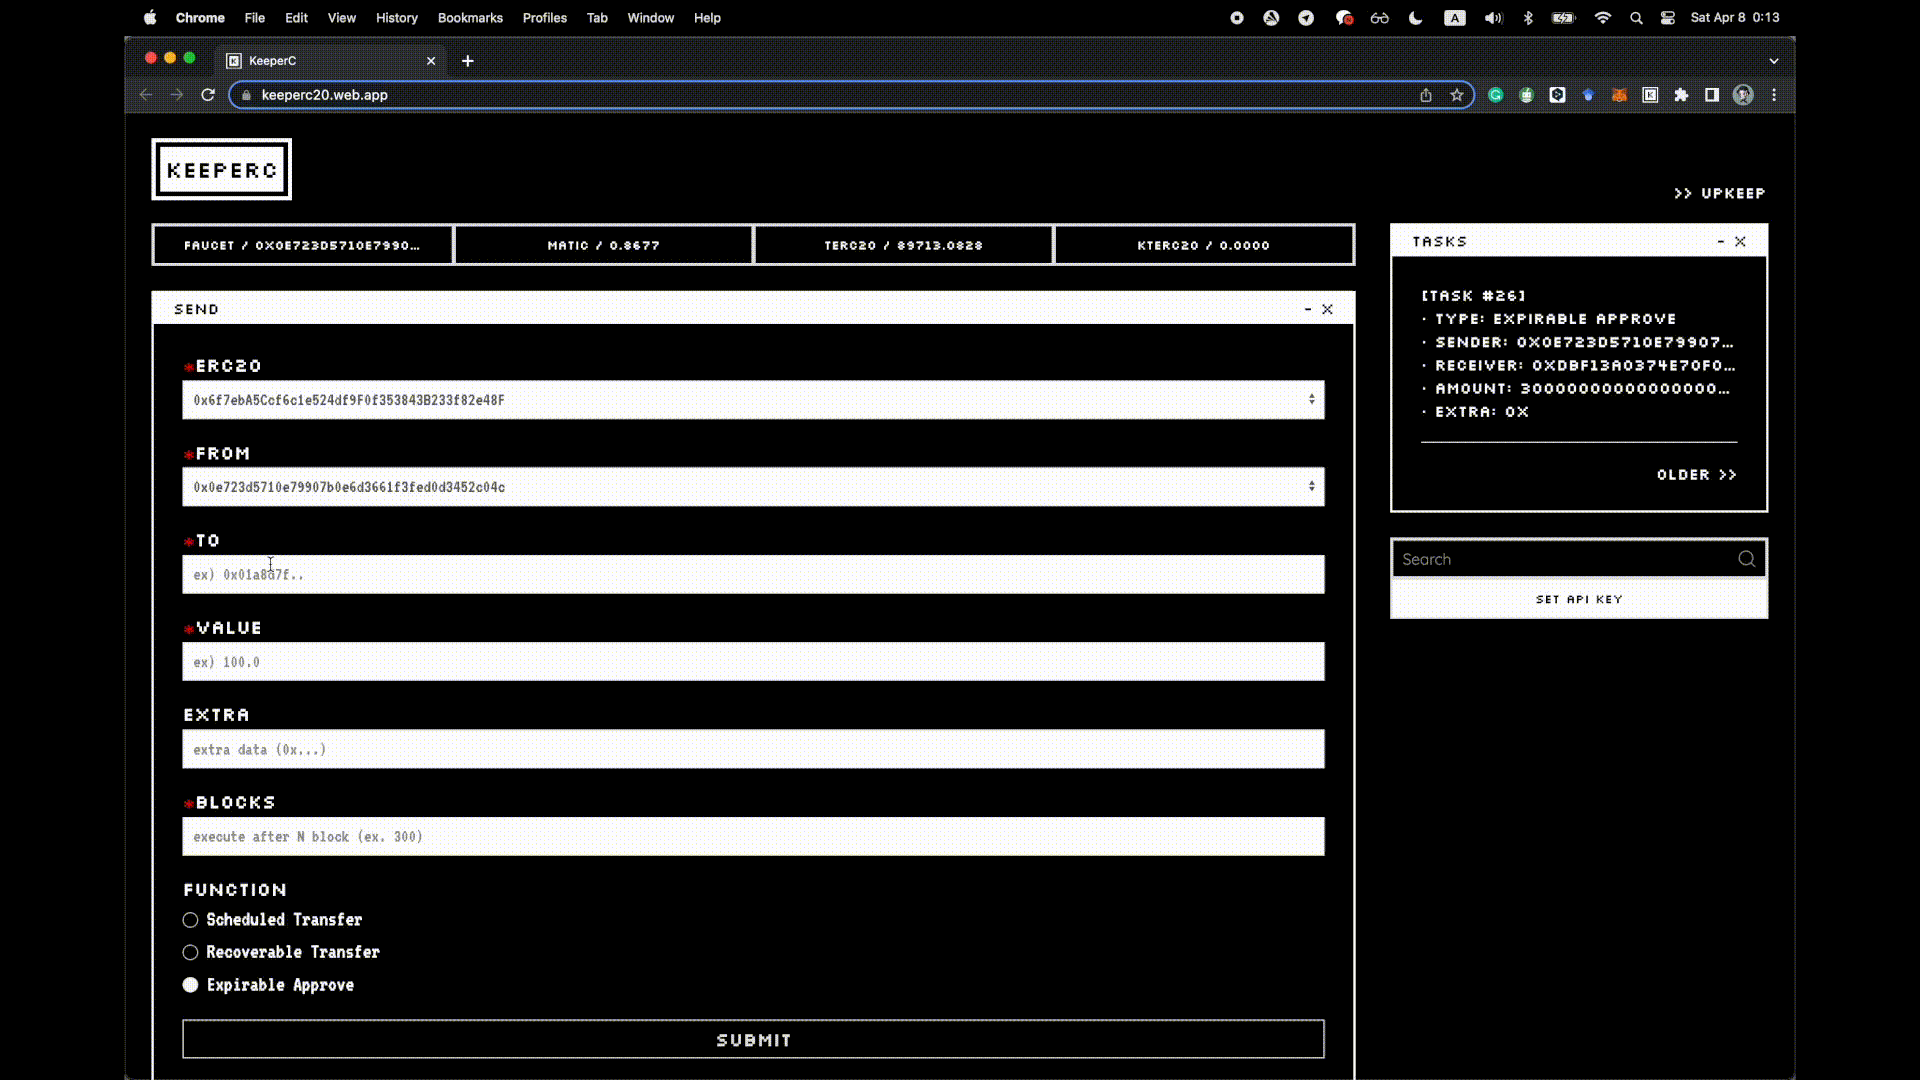 Chrome File Edit View History Bookmarks Profiles Tab Window Help
A Sat Apr 8 0:13
KeeperC
keeperc20.web.app
KEEPERC
>> UPKEEP
FAUCET / 0X0E723D5710E7990...
MATIC / 0.8677
TERC20 / 89713.0828
KTERC20 / 0.0000
SEND
- X
*ERC20
0x6f7ebA5Ccf6c1e524df9F0f353843B233f82e48F
*FROM
0x0e723d5710e79907b0e6d3661f3fed0d3452c04c
*TO
ex) 0x01a8d7f..
*VALUE
ex) 100.0
EXTRA
extra data (0x...)
*BLOCKS
execute after N block (ex. 300)
FUNCTION
Scheduled Transfer
Recoverable Transfer
Expirable Approve
SUBMIT
TASKS
- X
[TASK #26]
· TYPE: EXPIRABLE APPROVE
· SENDER: 0X0E723D5710E79907...
· RECEIVER: 0XDBF13A0374E70F0...
· AMOUNT: 30000000000000000...
· EXTRA: 0X
OLDER >>
Search
SET API KEY